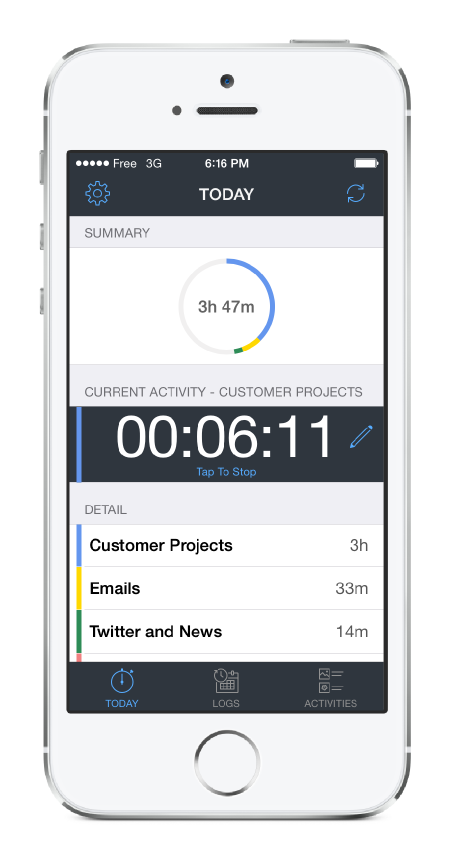 Free 3G 6:16 PM
TODAY
SUMMARY
3h 47m
CURRENT ACTIVITY - CUSTOMER PROJECTS
00:06:11
Tap To Stop
DETAIL
Customer Projects 3h
Emails 33m
Twitter and News 14m
TODAY LOGS ACTIVITIES